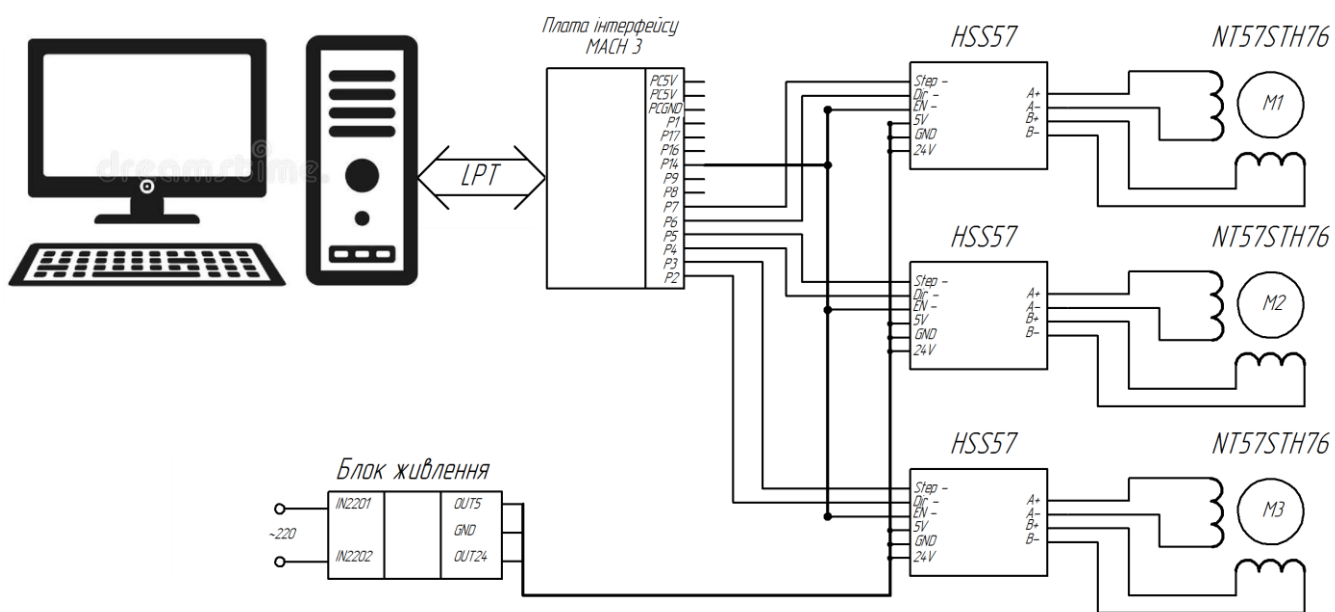 Плата інтерфейсу
MACH 3
PC5V
PC5V
PCGND
P1
P17
P16
P14
P9
P8
P7
P6
P5
P4
P3
P2
LPT
dreamstime.
HSS57
Step -
Dir -
EN -
5V
GND
24V
A+
A-
B+
B-
NT57STH76
M1
HSS57
Step -
Dir -
EN -
5V
GND
24V
A+
A-
B+
B-
NT57STH76
M2
HSS57
Step -
Dir -
EN -
5V
GND
24V
A+
A-
B+
B-
NT57STH76
M3
Блок живлення
~220
IN2201
IN2202
OUT5
GND
OUT24